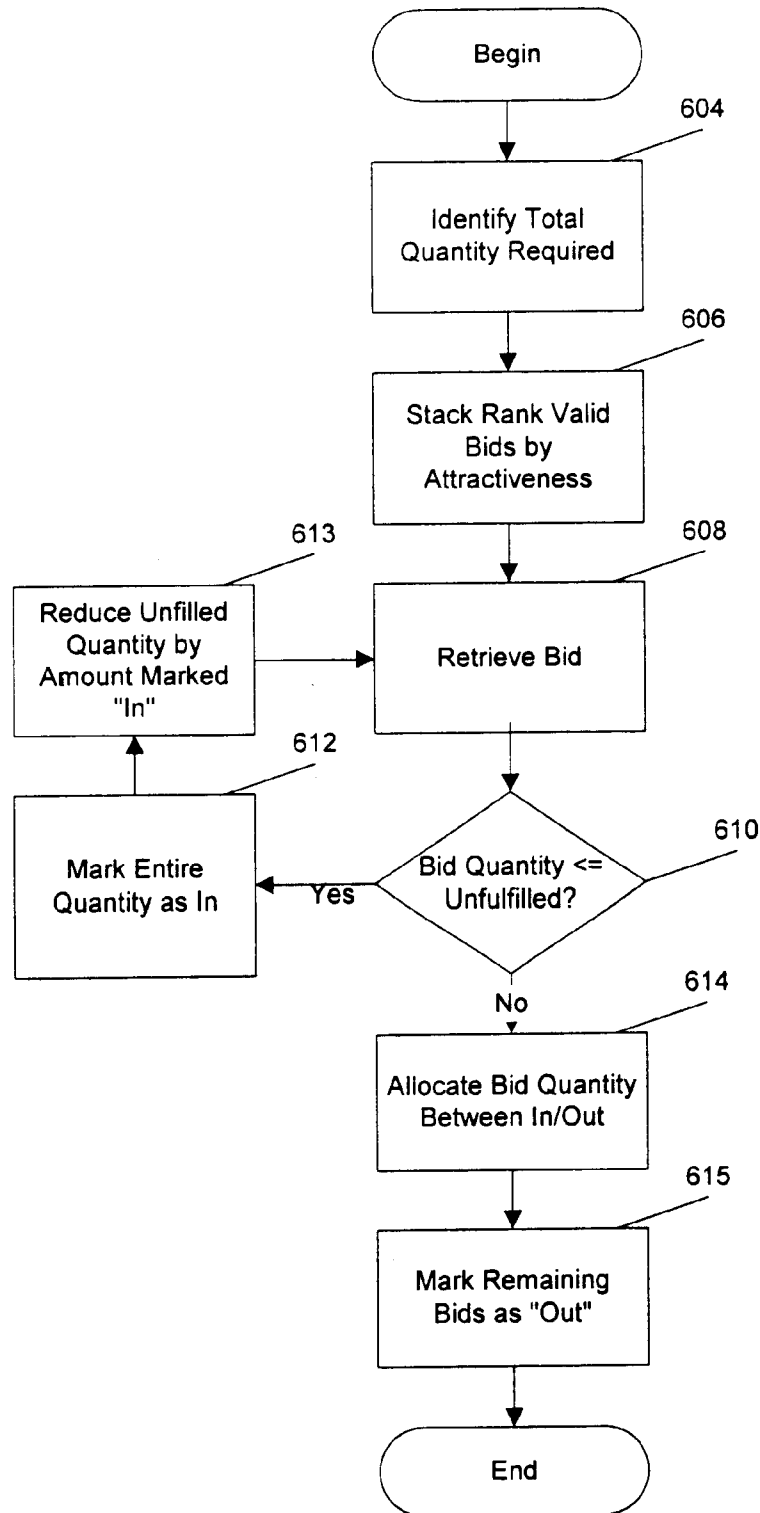 Begin
604
Identify Total
Quantity Required
606
Stack Rank Valid
Bids by
Attractiveness
613
608
Reduce Unfilled
Quantity by
Amount Marked
"In"
Retrieve Bid
612
610
Mark Entire
Quantity as In
Yes
Bid Quantity <=
Unfulfilled?
No
614
Allocate Bid Quantity
Between In/Out
615
Mark Remaining
Bids as "Out"
End